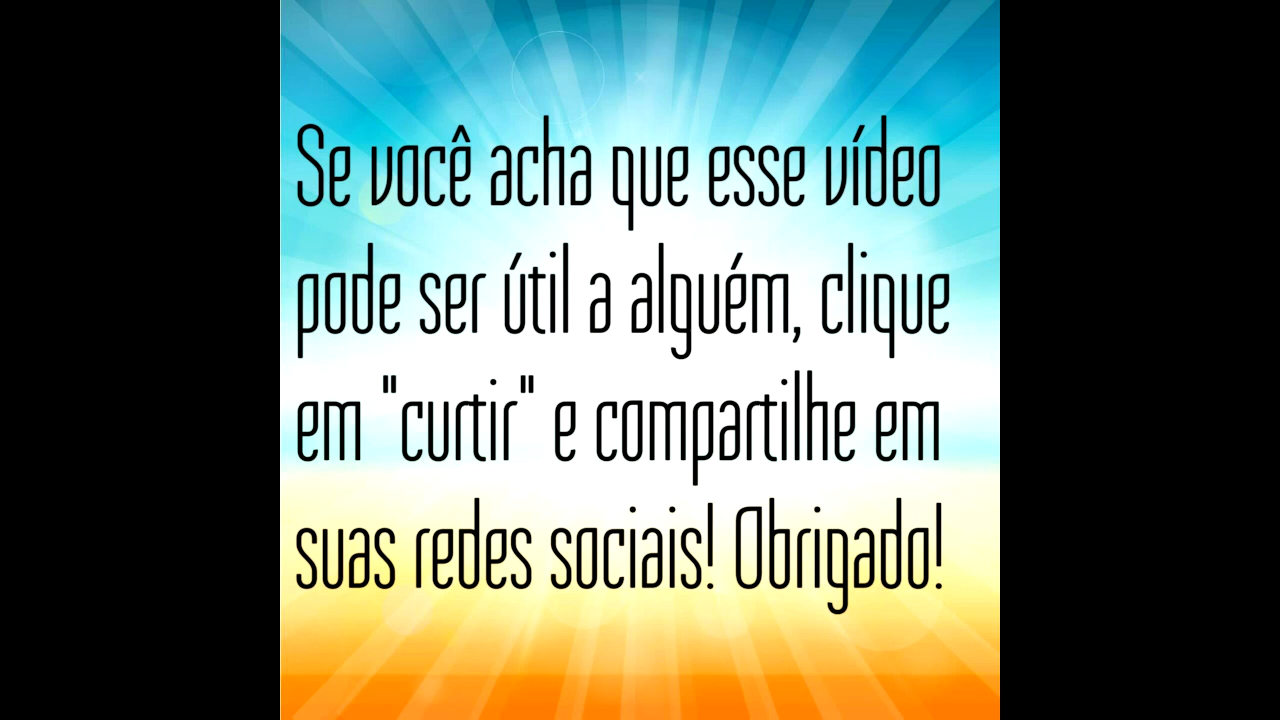 Se você acha que esse vídeo
pode ser útil a alguém, clique
em "curtir" e compartilhe em
suas redes sociais! Obrigado!